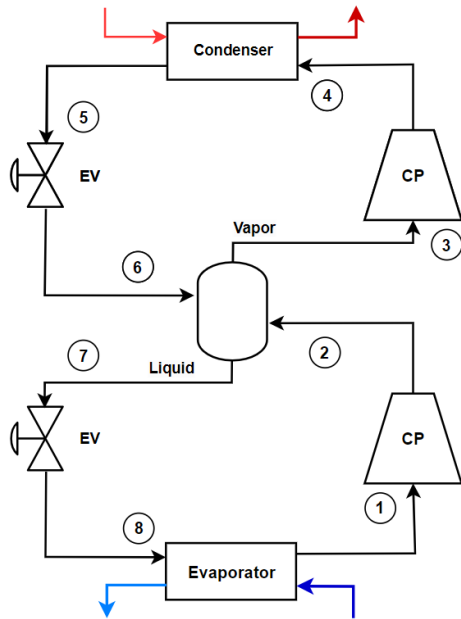 Condenser
4
5
EV
CP
Vapor
3
6
2
7
Liquid
EV
CP
1
8
Evaporator